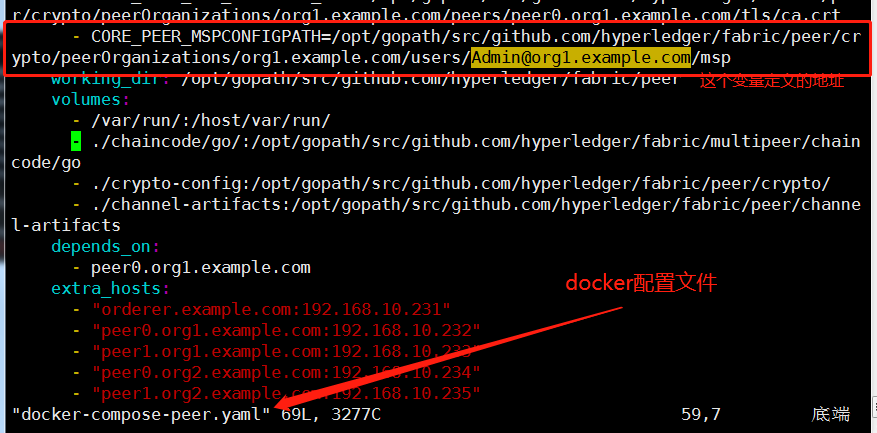 r/crypto/peerOrganizations/org1.example.com/peers/peer0.org1.example.com/tls/ca.crt
- CORE_PEER_MSPCONFIGPATH=/opt/gopath/src/github.com/hyperledger/fabric/peer/cr
ypto/peerOrganizations/org1.example.com/users/Admin@org1.example.com/msp
working_dir: /opt/gopath/src/github.com/hyperledger/fabric/peer 这个变量定义的地址
volumes:
- /var/run/:/host/var/run/
- ./chaincode/go/:/opt/gopath/src/github.com/hyperledger/fabric/multipeer/chain
code/go
- ./crypto-config:/opt/gopath/src/github.com/hyperledger/fabric/peer/crypto/
- ./channel-artifacts:/opt/gopath/src/github.com/hyperledger/fabric/peer/channe
l-artifacts
depends_on:
- peer0.org1.example.com
docker配置文件
extra_hosts:
- "orderer.example.com:192.168.10.231"
- "peer0.org1.example.com:192.168.10.232"
- "peer1.org1.example.com:192.168.10.233"
- "peer0.org2.example.com:192.168.10.234"
- "peer1.org2.example.com:192.168.10.235"
"docker-compose-peer.yaml" 69L, 3277C 59,7 底端